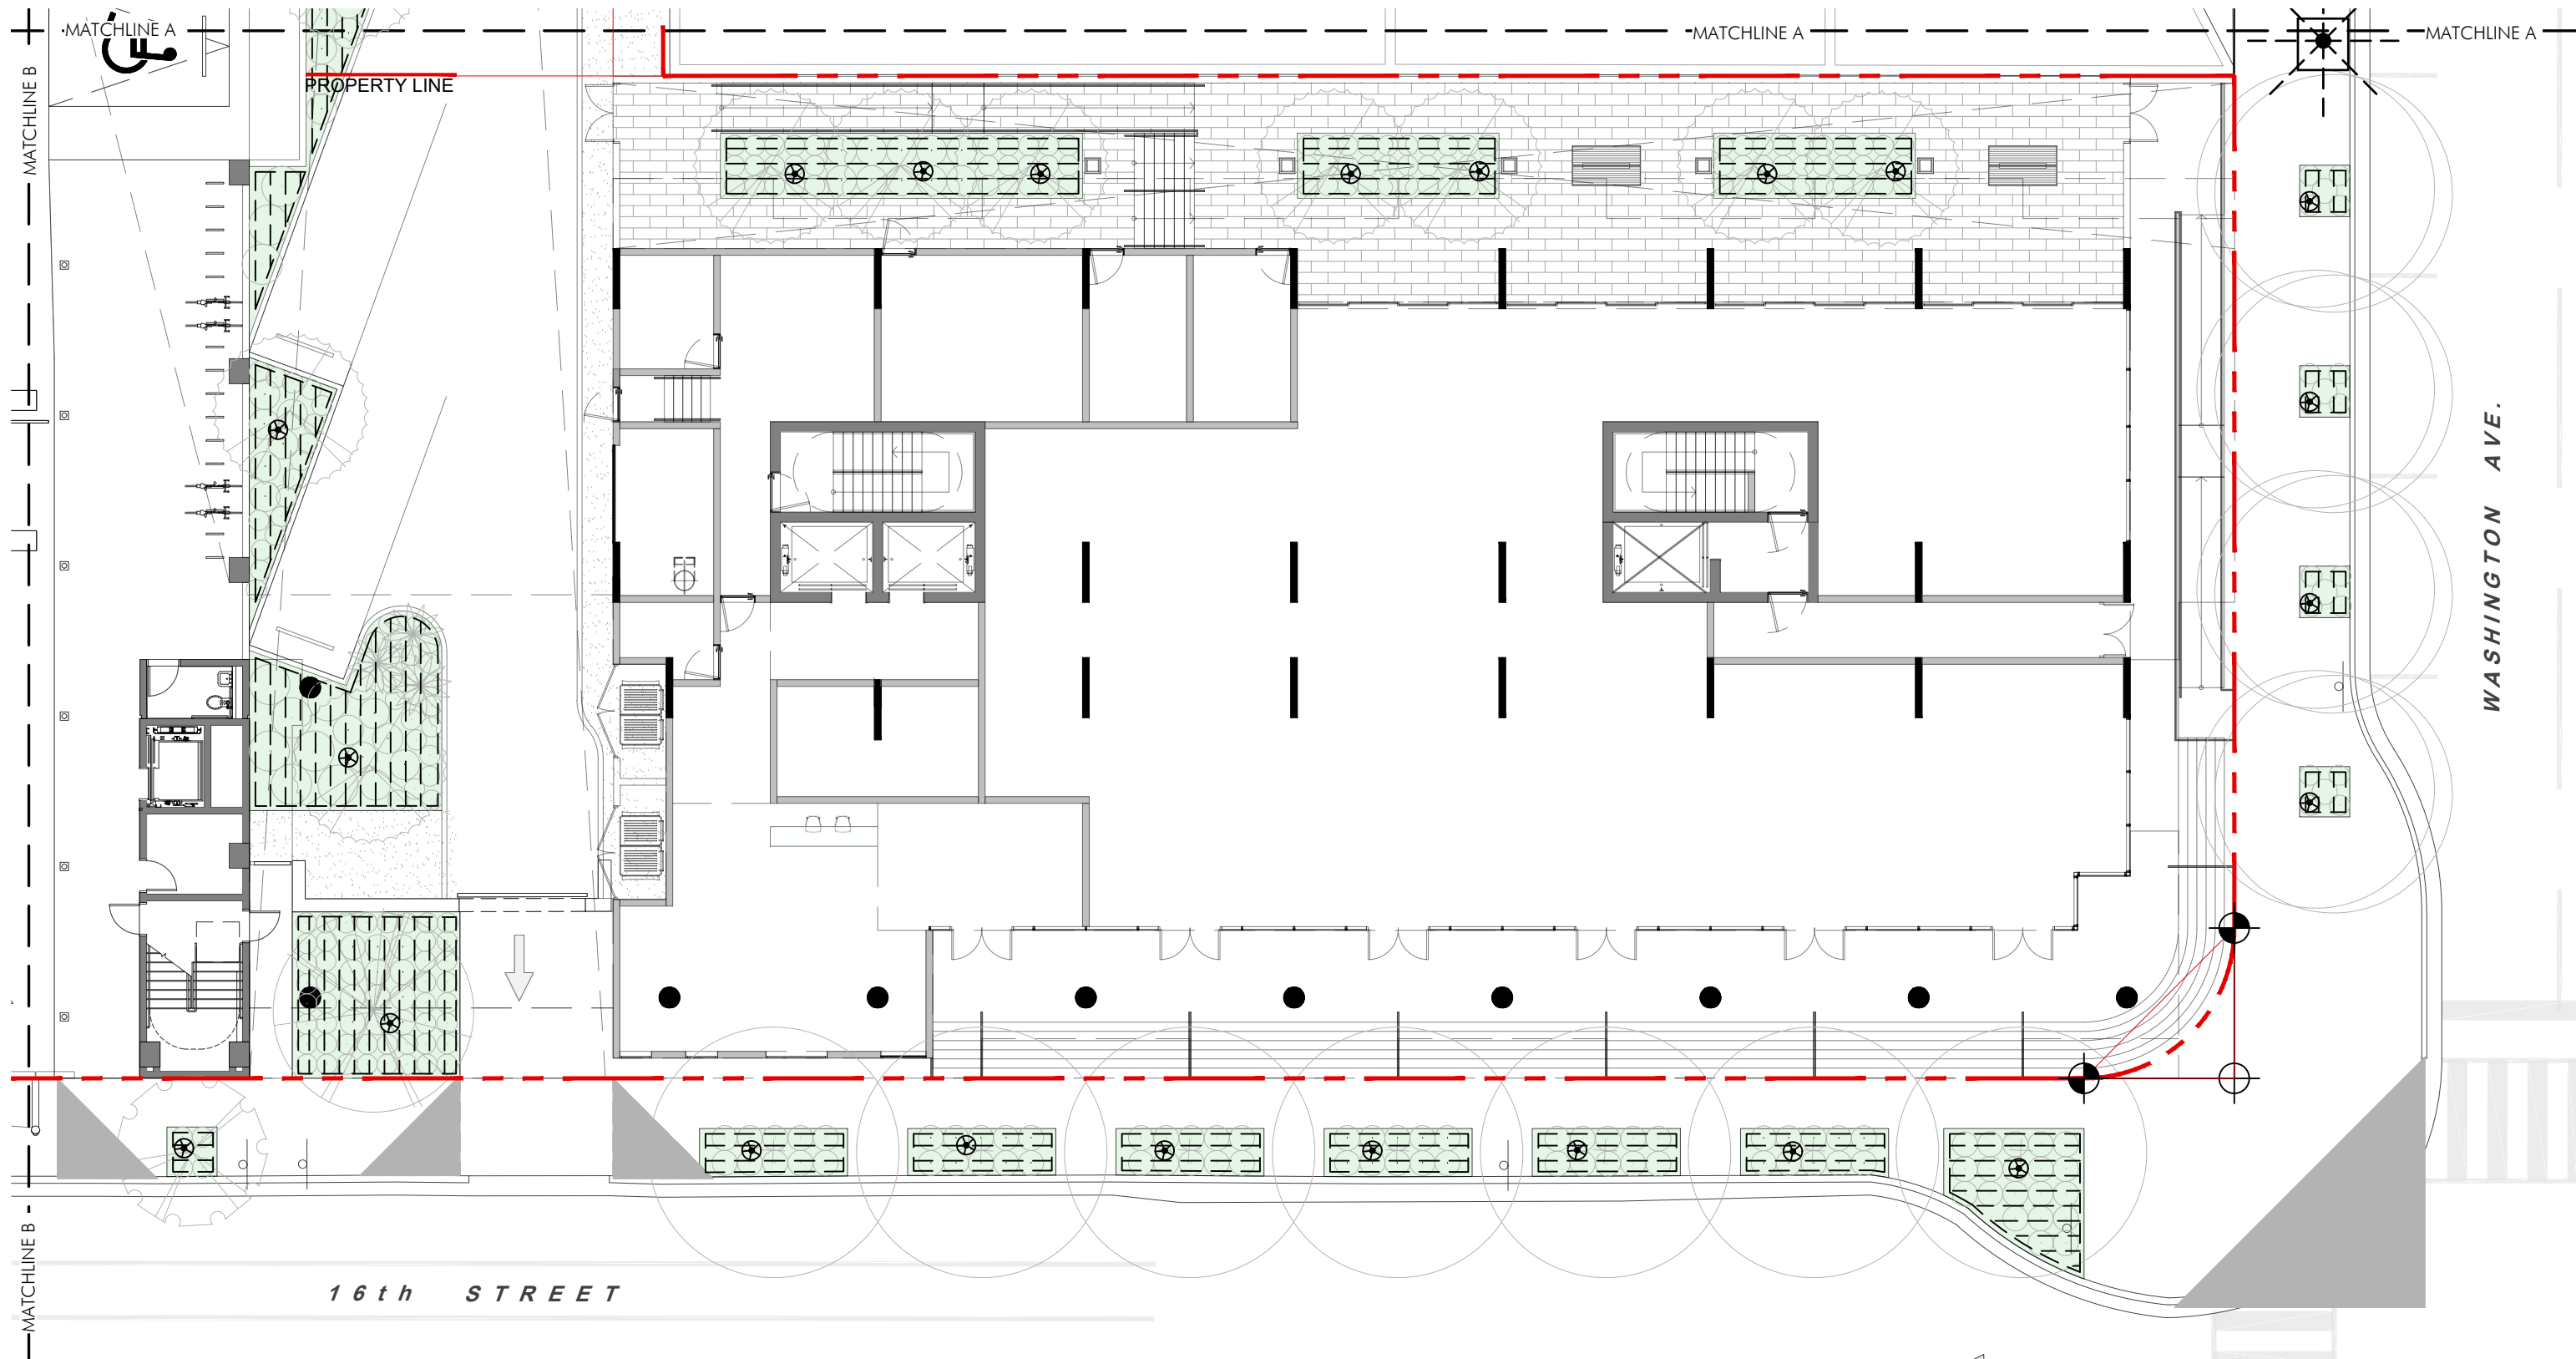 MATCHLINE A
MATCHLINE A
MATCHLINE A
MATCHLINE B
PROPERTY LINE
WASHINGTON AVE.
MATCHLINE B
16th STREET